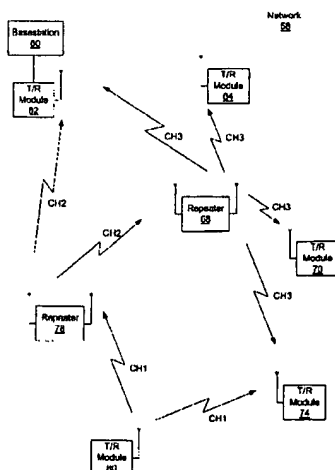 Network
58
Basestation
60
T/R
Module
62
T/R
Module
64
CH3
CH3
CH2
CH3
Repeater
68
T/R
Module
70
CH2
CH3
Repeater
78
CH1
T/R
Module
74
CH1
T/R
Module
80